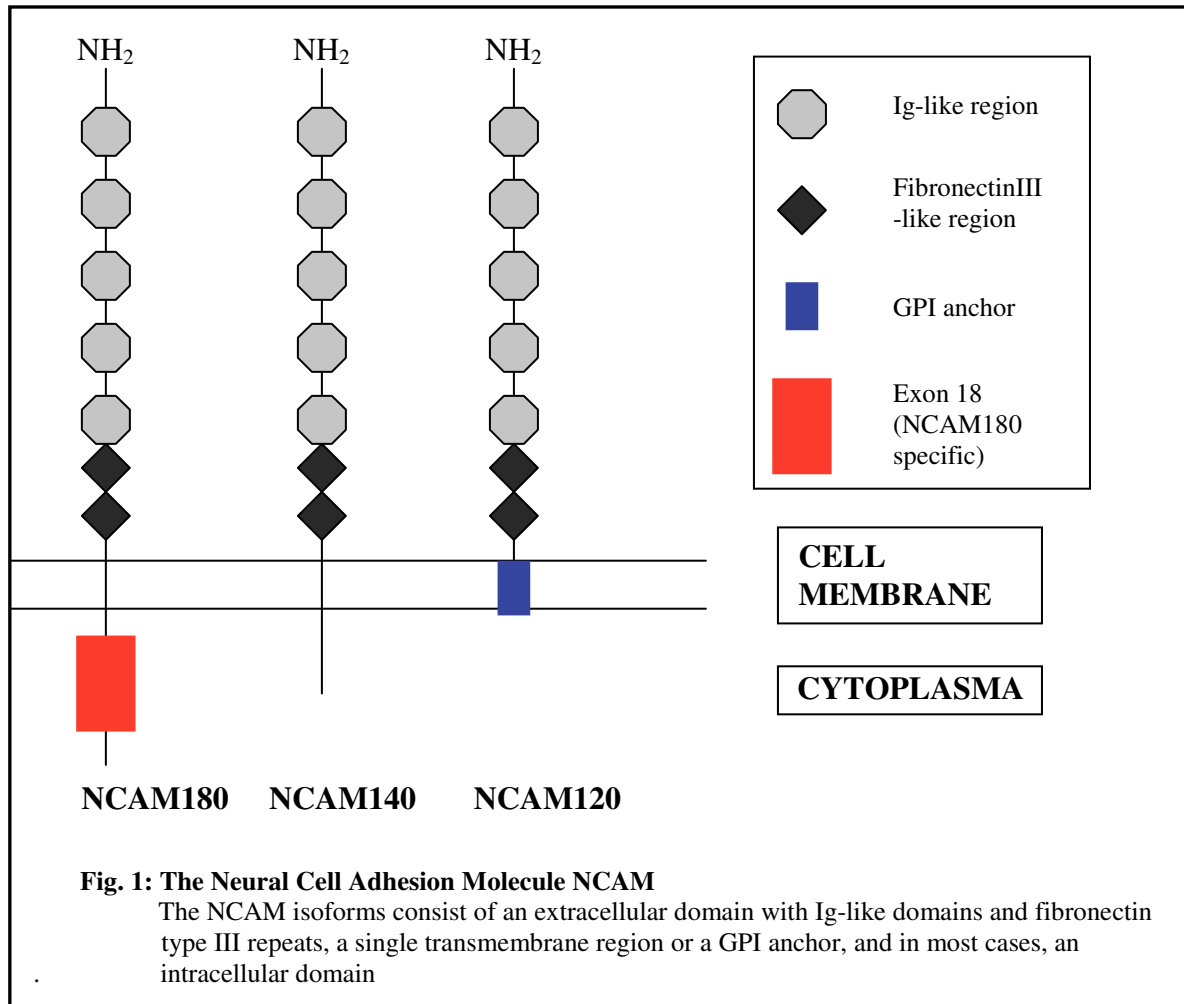 NH2 NH2 NH2
Ig-like region
FibronectinIII
-like region
GPI anchor
Exon 18
(NCAM180
specific)
CELL
MEMBRANE
CYTOPLASMA
NCAM180 NCAM140 NCAM120
Fig. 1: The Neural Cell Adhesion Molecule NCAM
The NCAM isoforms consist of an extracellular domain with Ig-like domains and fibronectin
type III repeats, a single transmembrane region or a GPI anchor, and in most cases, an
. intracellular domain